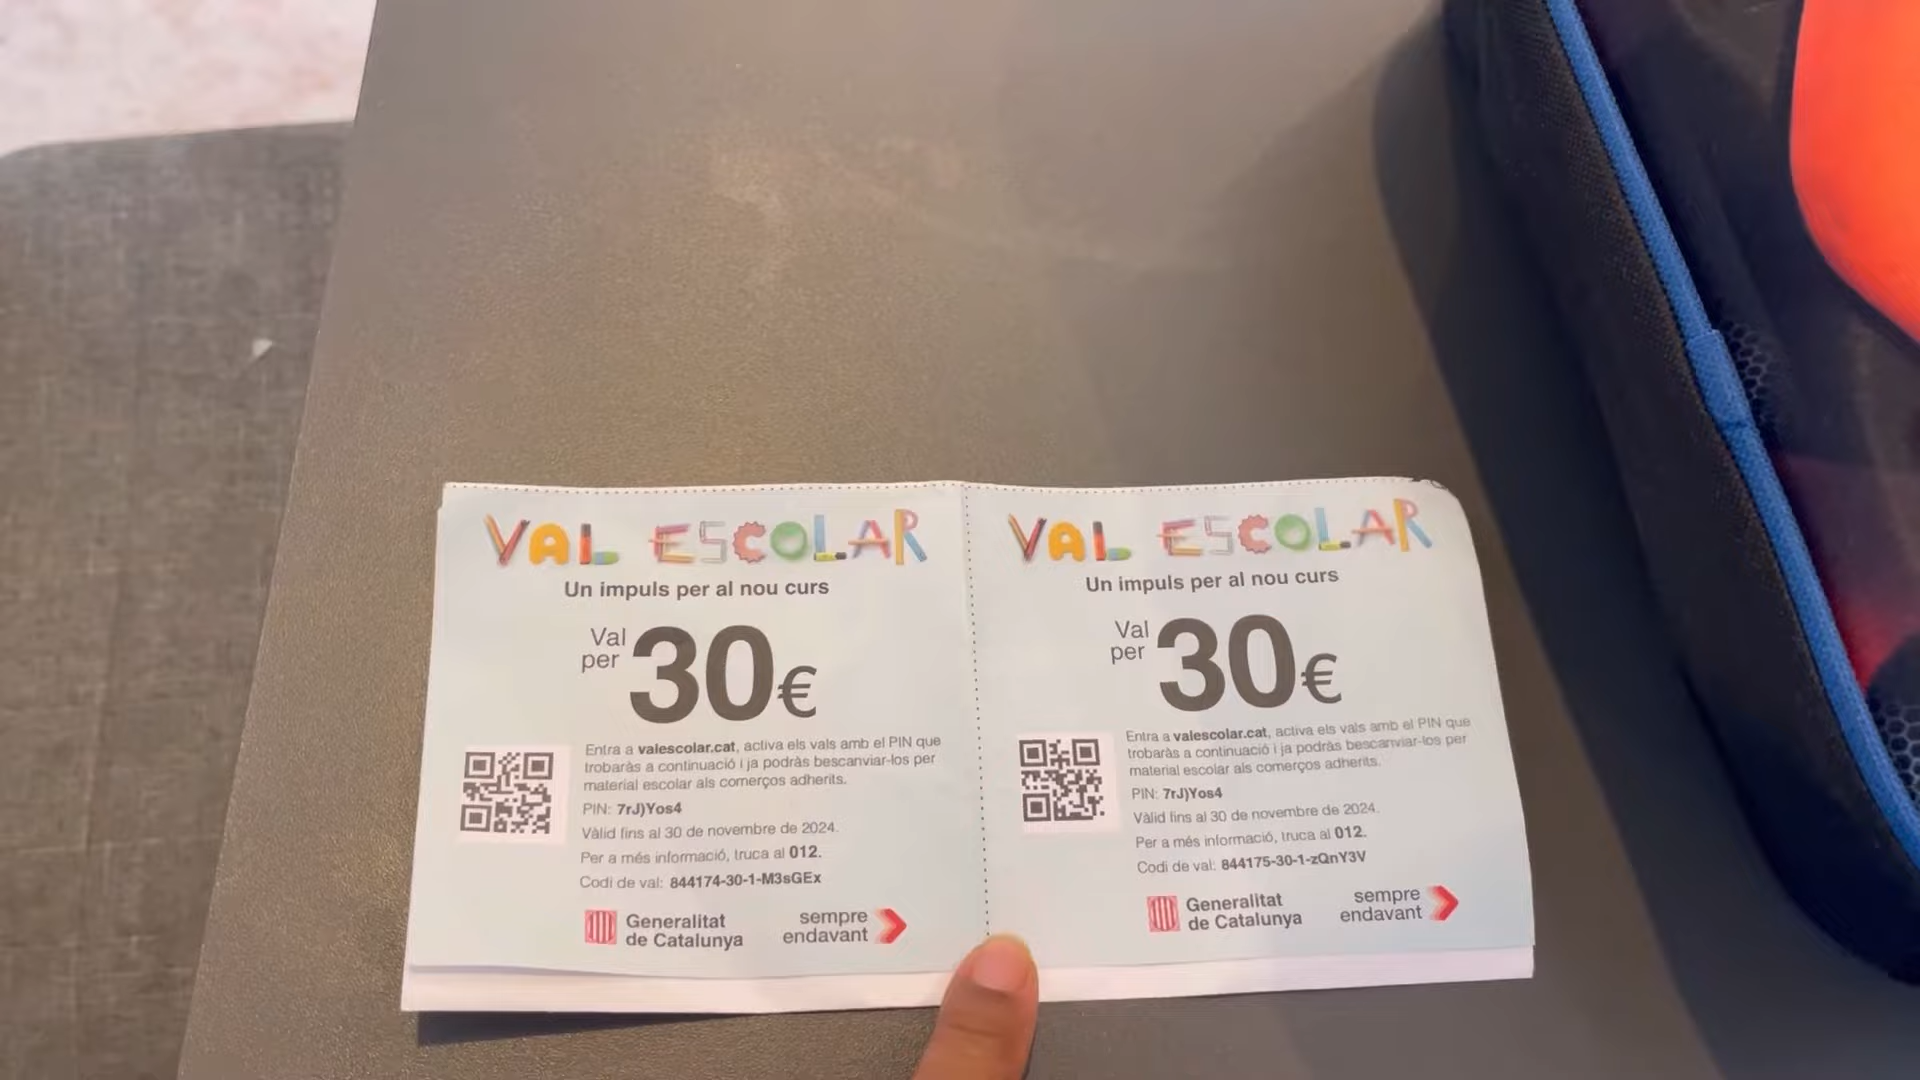 VAL ESCOLAR
Un impuls per al nou curs
Val
per
30€
Entra a valescolar.cat, activa els vals amb el PIN que
trobaràs a continuació i ja podràs bescanviar-los per
material escolar als comerços adherits.
PIN: 7rJ)Yos4
Vàlid fins al 30 de novembre de 2024.
Per a més informació, truca al 012.
Codi de val: 844174-30-1-M3sGEx
Generalitat
de Catalunya
sempre
endavant
VAL ESCOLAR
Un impuls per al nou curs
Val
per
30€
Entra a valescolar.cat, activa els vals amb el PIN que
trobaràs a continuació i ja podràs bescanviar-los per
material escolar als comerços adherits.
PIN: 7rJ)Yos4
Vàlid fins al 30 de novembre de 2024.
Per a més informació, truca al 012.
Codi de val: 844175-30-1-zQnY3V
Generalitat
de Catalunya
sempre
endavant